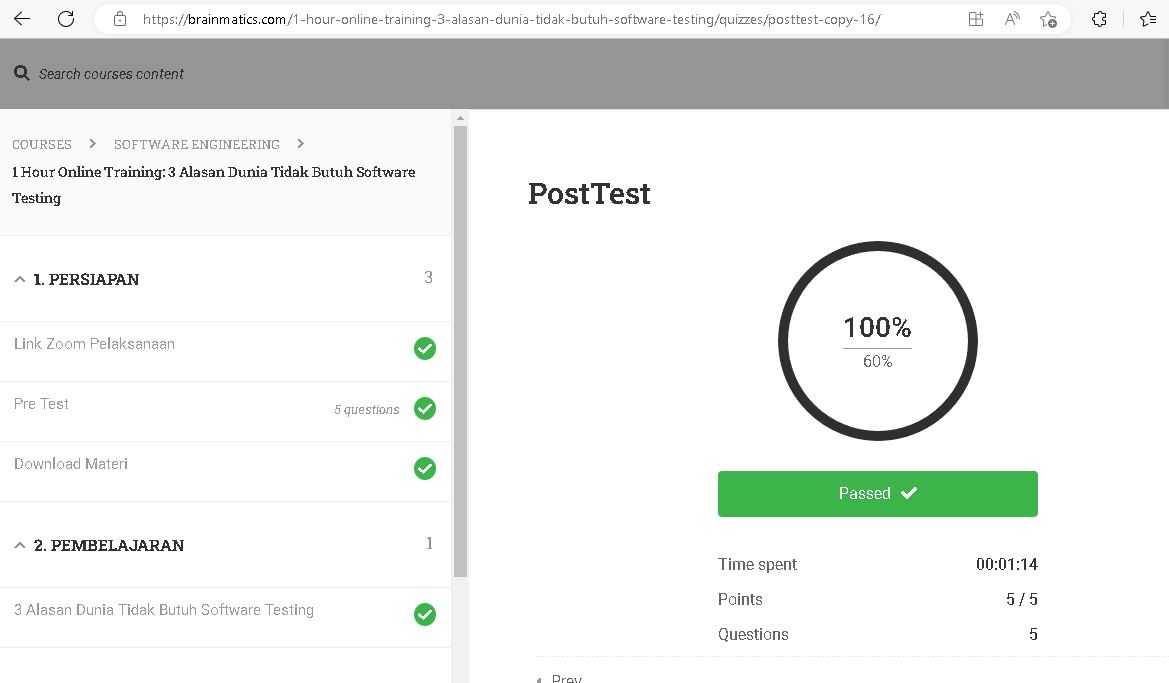 https://brainmatics.com/1-hour-online-training-3-alasan-dunia-tidak-butuh-software-testing/quizzes/posttest-copy-16/
Search courses content
COURSES > SOFTWARE ENGINEERING >
1 Hour Online Training: 3 Alasan Dunia Tidak Butuh Software
Testing
1. PERSIAPAN 3
Link Zoom Pelaksanaan
Pre Test 5 questions
Download Materi
2. PEMBELAJARAN 1
3 Alasan Dunia Tidak Butuh Software Testing
PostTest
100%
60%
Passed
Time spent 00:01:14
Points 5 / 5
Questions 5
Prev